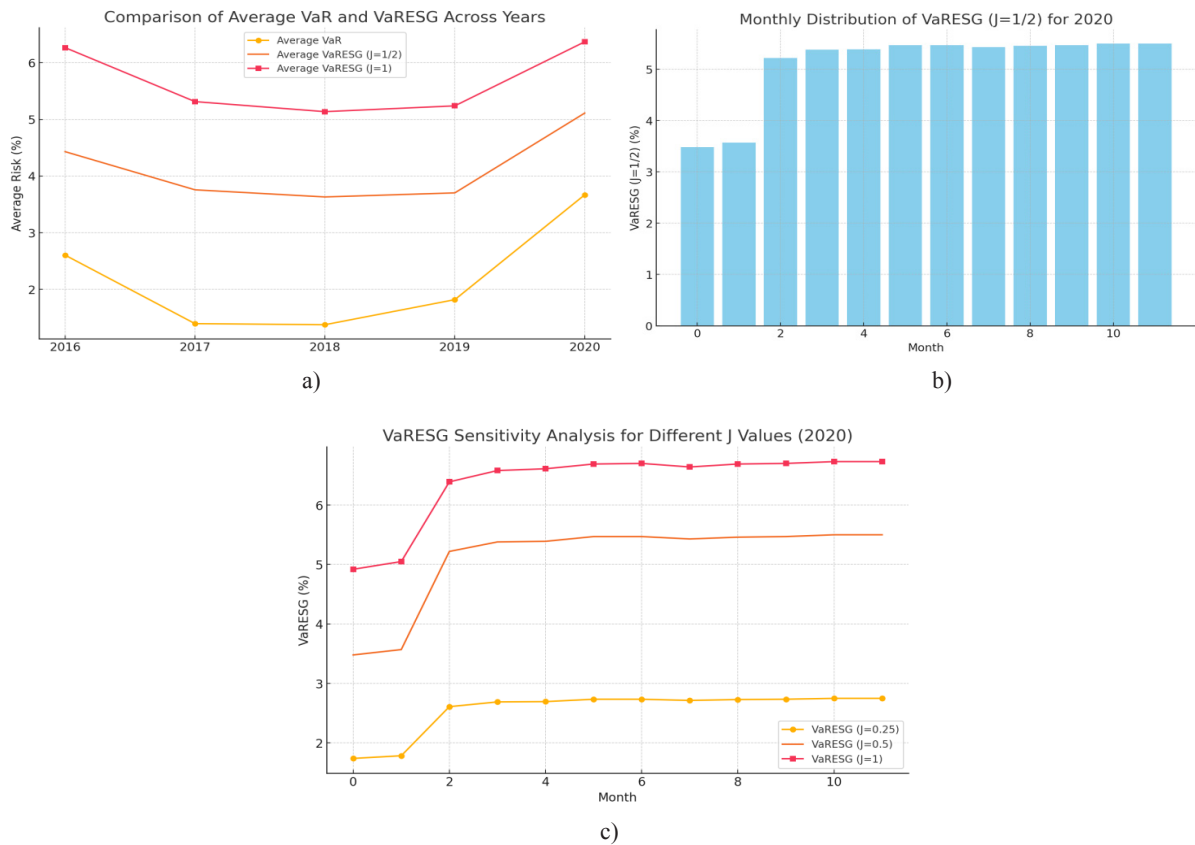 Comparison of Average VaR and VaRESG Across Years
Average VaR
Average VaRESG (J=1/2)
Average VaRESG (J=1)
Average Risk (%)
6
5
4
3
2
2016 2017 2018 2019 2020
a)
Monthly Distribution of VaRESG (J=1/2) for 2020
VaRESG (J=1/2) (%)
5
4
3
2
1
0
0 2 4 6 8 10
Month
b)
VaRESG Sensitivity Analysis for Different J Values (2020)
VaRESG (%)
6
5
4
3
2
VaRESG (J=0.25)
VaRESG (J=0.5)
VaRESG (J=1)
0 2 4 6 8 10
Month
c)